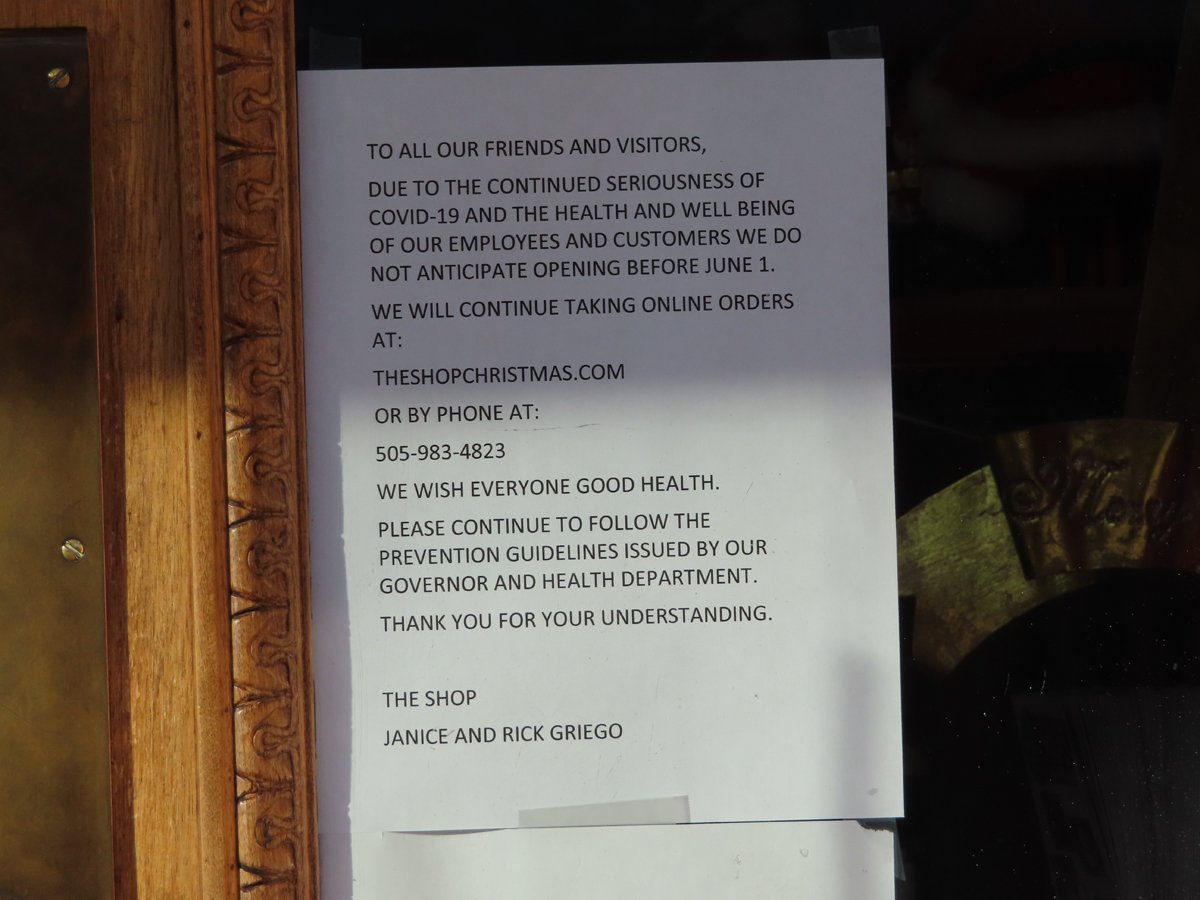 TO ALL OUR FRIENDS AND VISITORS,
DUE TO THE CONTINUED SERIOUSNESS OF
COVID-19 AND THE HEALTH AND WELL BEING
OF OUR EMPLOYEES AND CUSTOMERS WE DO
NOT ANTICIPATE OPENING BEFORE JUNE 1.
WE WILL CONTINUE TAKING ONLINE ORDERS
AT:
THESHOPCHRISTMAS.COM
OR BY PHONE AT:
505-983-4823
WE WISH EVERYONE GOOD HEALTH.
PLEASE CONTINUE TO FOLLOW THE
PREVENTION GUIDELINES ISSUED BY OUR
GOVERNOR AND HEALTH DEPARTMENT.
THANK YOU FOR YOUR UNDERSTANDING.
THE SHOP
JANICE AND RICK GRIEGO